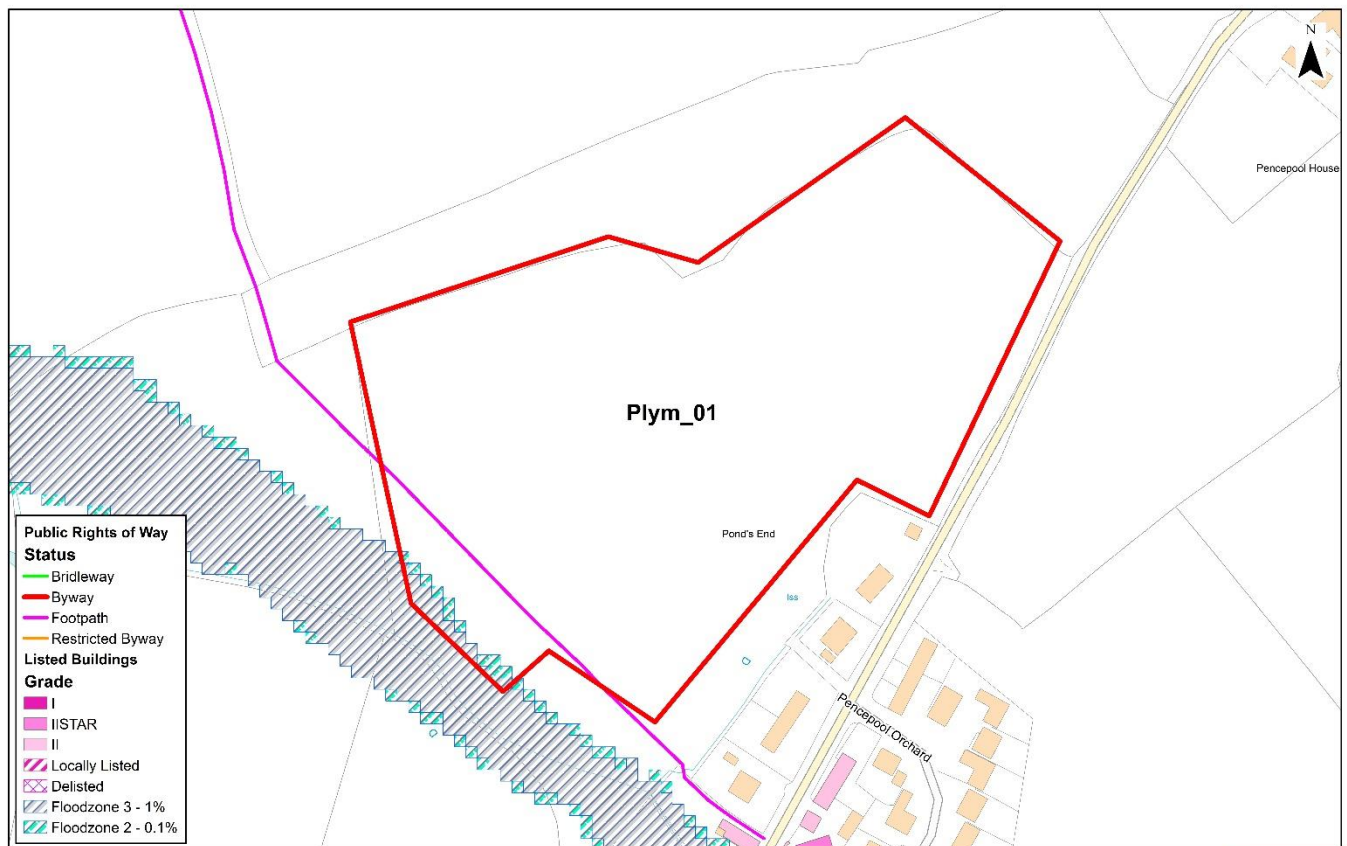 N
Pencepool House
Plym_01
Pond's End
Iss
Pencepool Orchard
Public Rights of Way
Status
Bridleway
Byway
Footpath
Restricted Byway
Listed Buildings
Grade
I
IISTAR
II
Locally Listed
Delisted
Floodzone 3 - 1%
Floodzone 2 - 0.1%